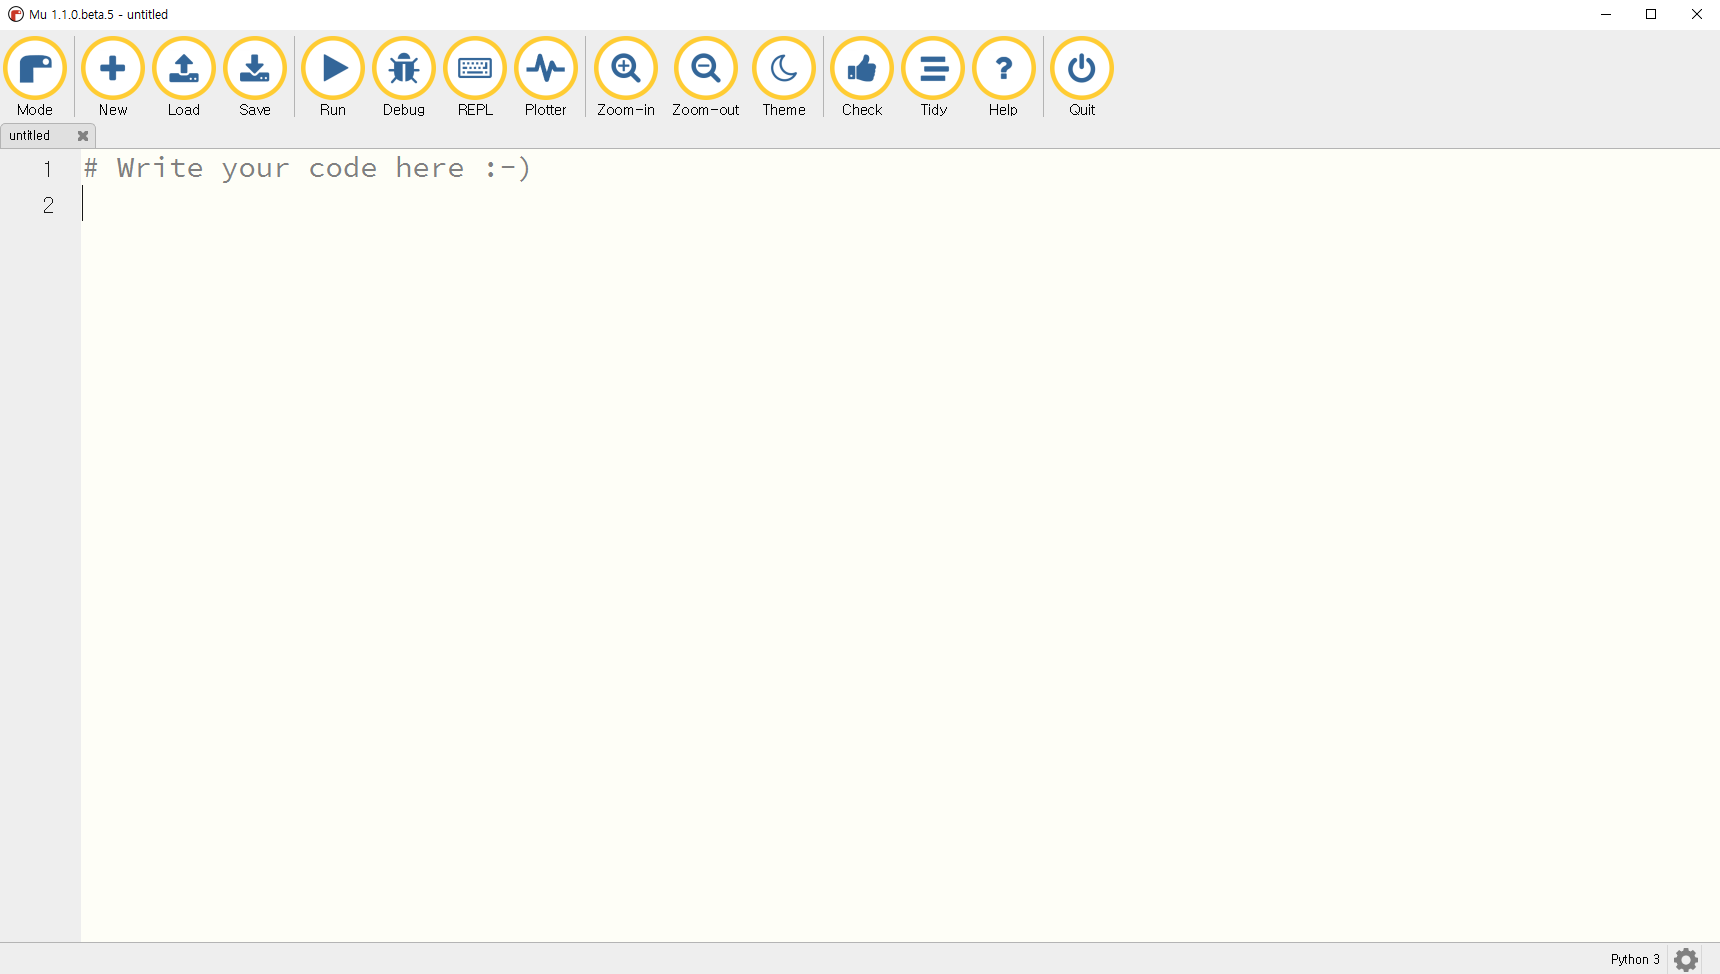 Mu 1.1.0.beta.5 - untitled
Mode New Load Save Run Debug REPL Plotter Zoom-in Zoom-out Theme Check Tidy Help Quit
untitled
1 # Write your code here :-)
2
Python 3